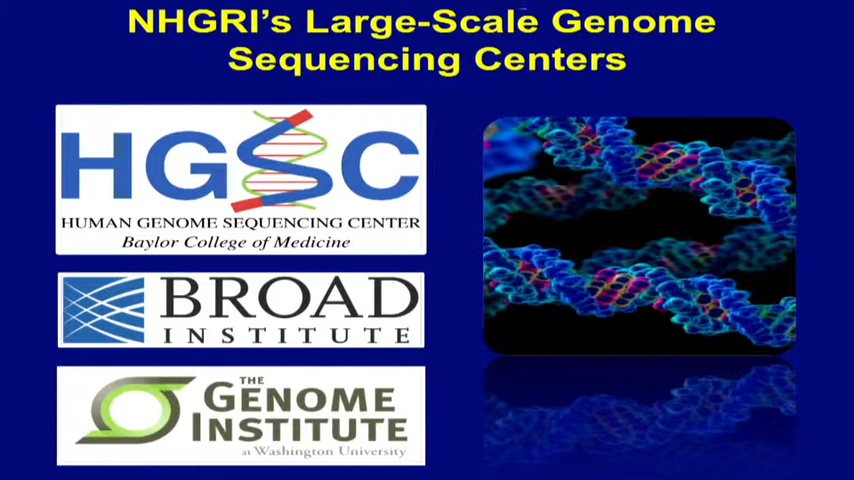 NHGRI’s Large-Scale Genome
Sequencing Centers
HGSC
HUMAN GENOME SEQUENCING CENTER
Baylor College of Medicine
BROAD
INSTITUTE
THE
GENOME
INSTITUTE
at Washington University